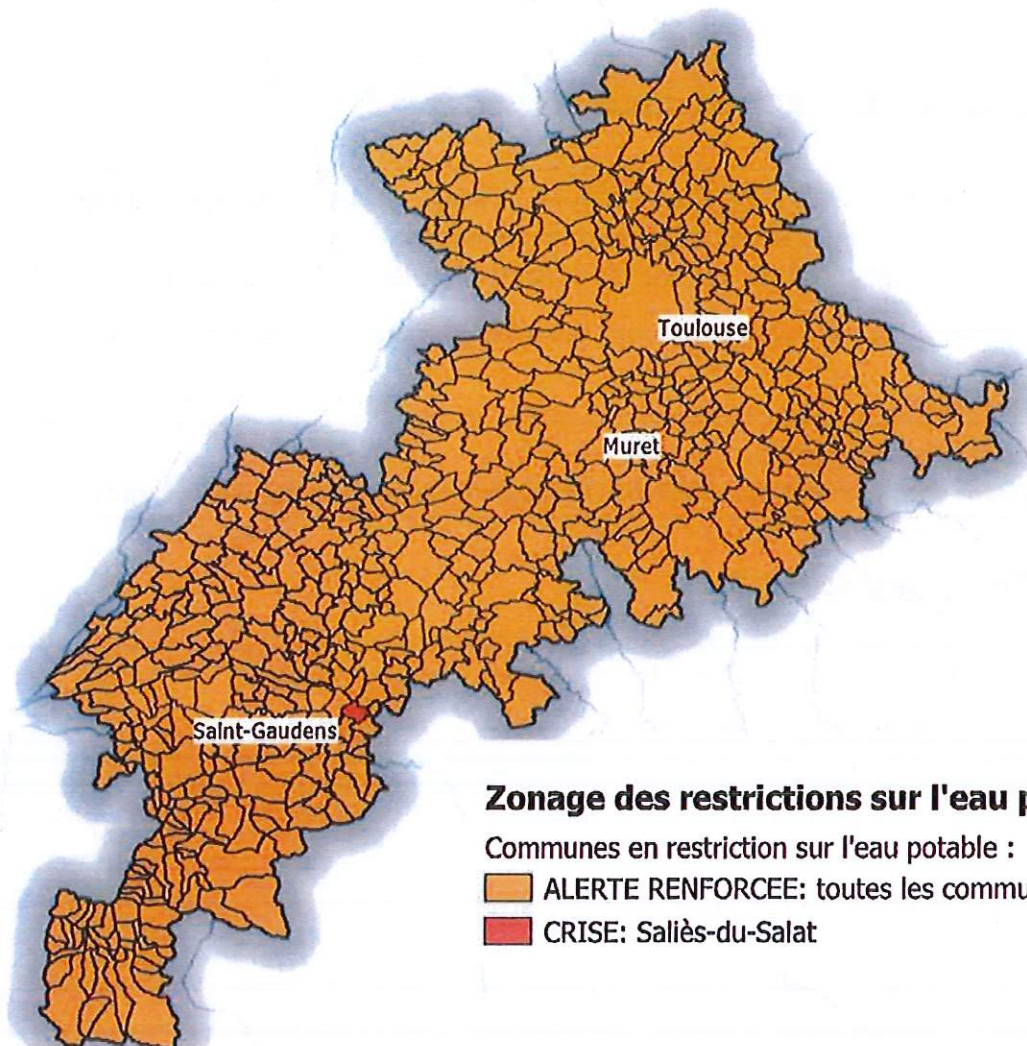 Toulouse
Muret
Saint-Gaudens
Zonage des restrictions sur l'eau p
Communes en restriction sur l'eau potable :
ALERTE RENFORCEE: toutes les commu
CRISE: Saliès-du-Salat